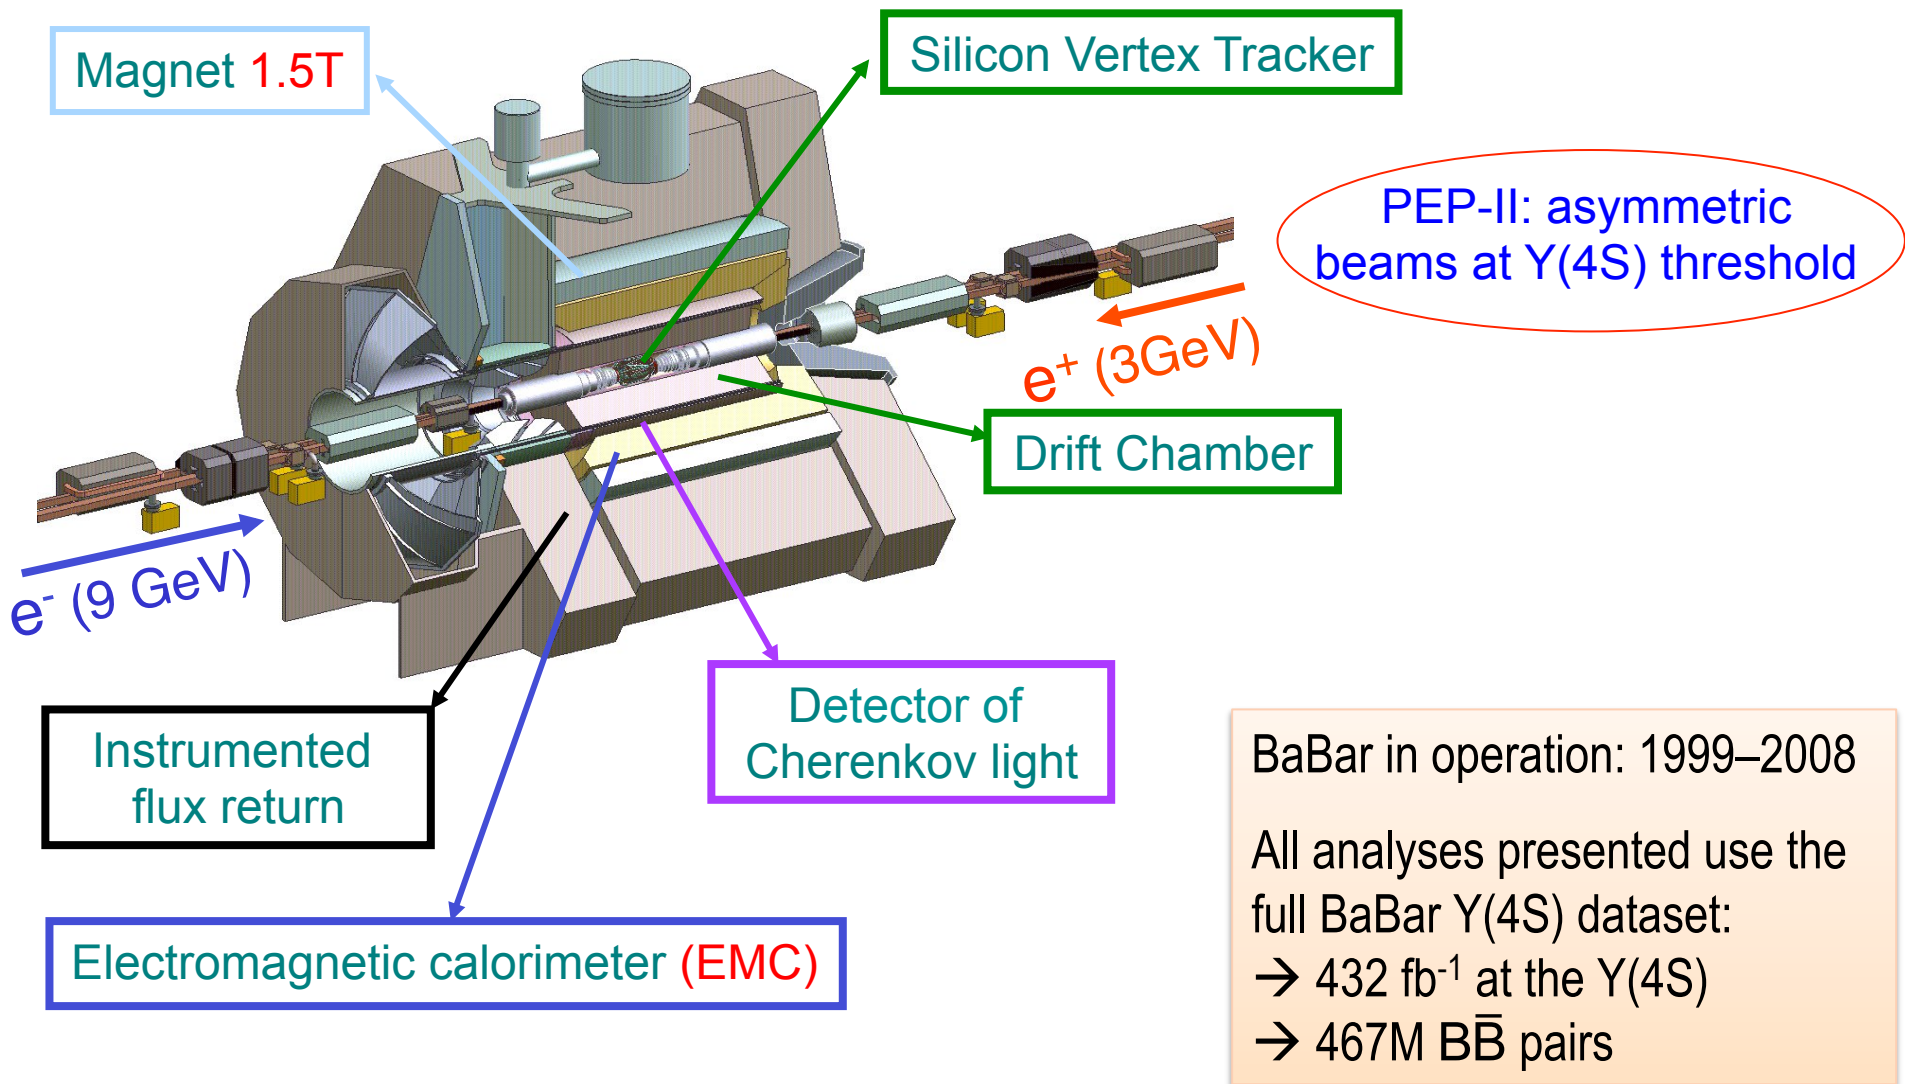 Magnet 1.5T
Silicon Vertex Tracker
PEP-II: asymmetric
beams at Y(4S) threshold
e⁺ (3GeV)
Drift Chamber
e⁻ (9 GeV)
Detector of
Cherenkov light
Instrumented
flux return
Electromagnetic calorimeter (EMC)
BaBar in operation: 1999–2008
All analyses presented use the
full BaBar Y(4S) dataset:
→ 432 fb⁻¹ at the Y(4S)
→ 467M BB̅ pairs